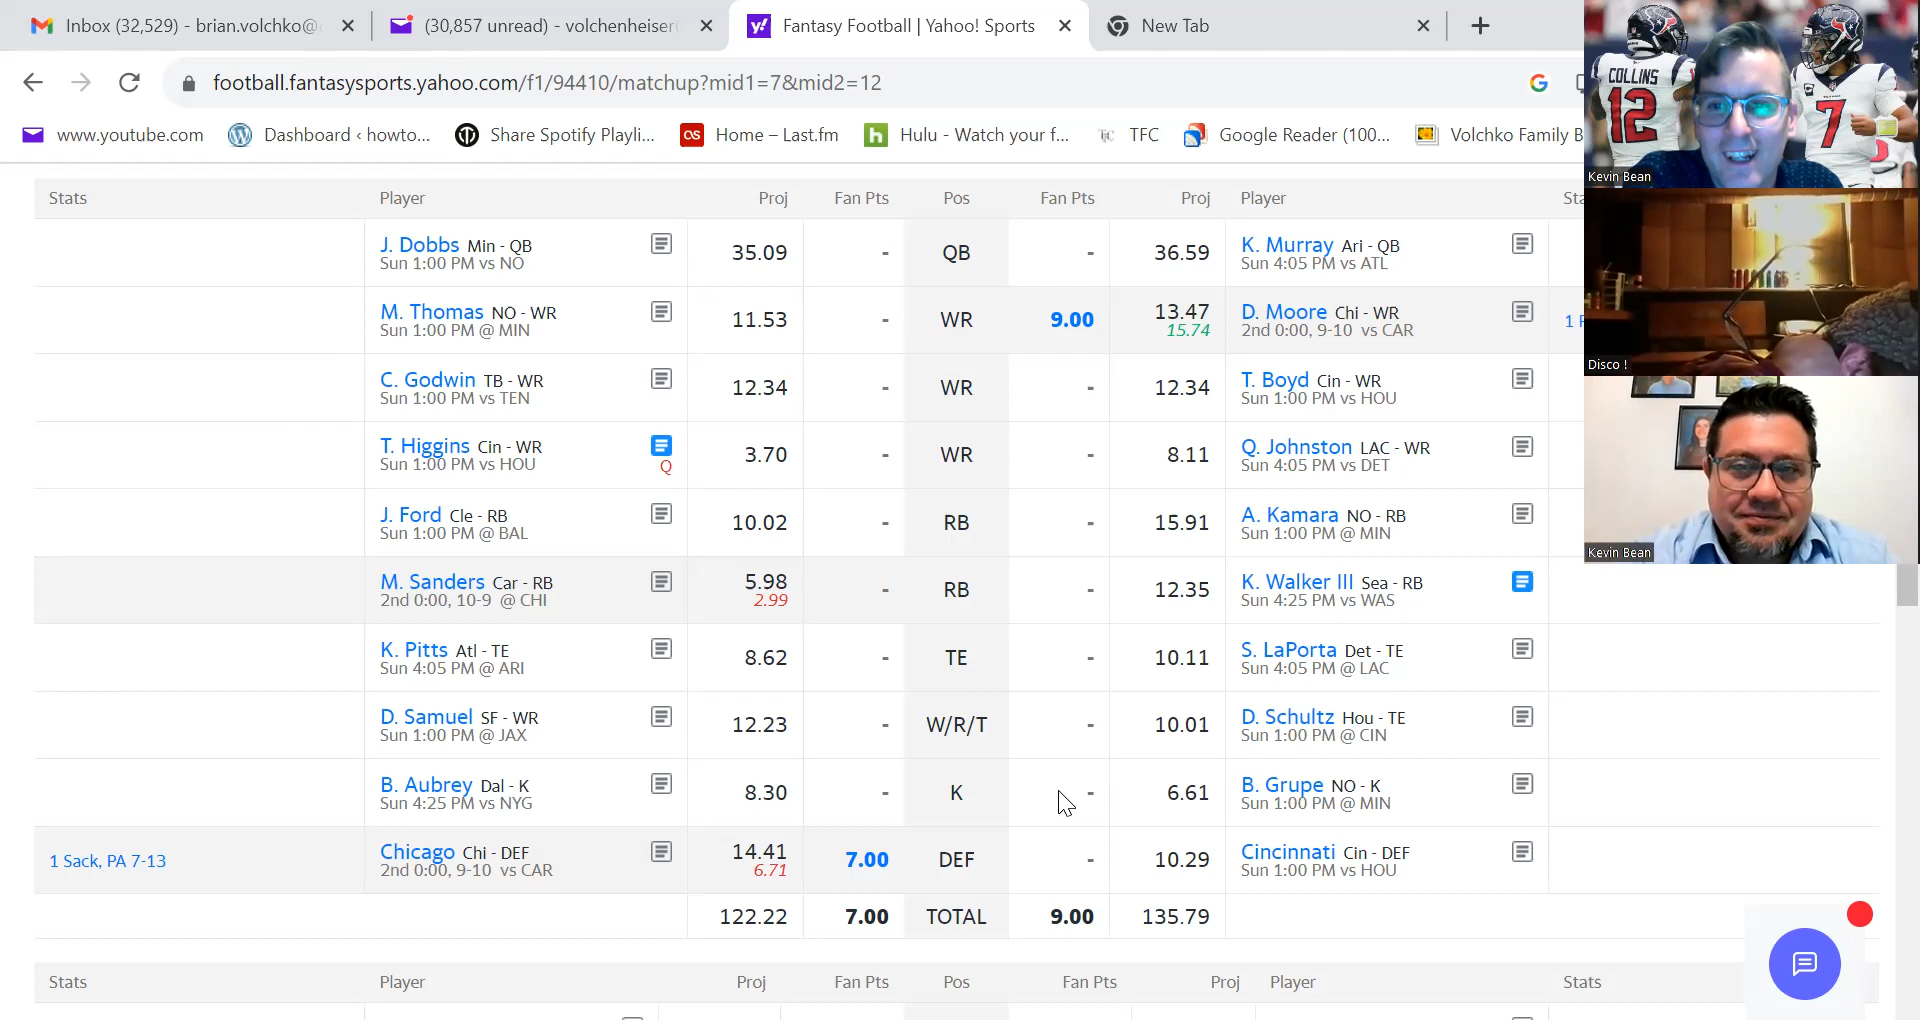 Inbox (32,529) - brian.volchko@
(30,857 unread) - volchenheiser
Fantasy Football | Yahoo! Sports
New Tab
football.fantasysports.yahoo.com/f1/94410/matchup?mid1=7&mid2=12
www.youtube.com
Dashboard ‹ howto...
Share Spotify Playli...
Home – Last.fm
Hulu - Watch your f...
TFC
Google Reader (100...
Volchko Family B
COLLINS
12
7
Kevin Bean
Disco !
Kevin Bean
Stats Player Proj Fan Pts Pos Fan Pts Proj Player Sta
J. Dobbs Min - QB 35.09 - QB - 36.59 K. Murray Ari - QB
Sun 1:00 PM vs NO Sun 4:05 PM vs ATL
M. Thomas NO - WR 11.53 - WR 9.00 13.47 D. Moore Chi - WR
Sun 1:00 PM @ MIN 15.74 2nd 0:00, 9-10 vs CAR
C. Godwin TB - WR 12.34 - WR - 12.34 T. Boyd Cin - WR
Sun 1:00 PM vs TEN Sun 1:00 PM vs HOU
T. Higgins Cin - WR 3.70 - WR - 8.11 Q. Johnston LAC - WR
Sun 1:00 PM vs HOU Q Sun 4:05 PM vs DET
J. Ford Cle - RB 10.02 - RB - 15.91 A. Kamara NO - RB
Sun 1:00 PM @ BAL Sun 1:00 PM @ MIN
M. Sanders Car - RB 5.98 - RB - 12.35 K. Walker III Sea - RB
2nd 0:00, 10-9 @ CHI 2.99 Sun 4:25 PM vs WAS
K. Pitts Atl - TE 8.62 - TE - 10.11 S. LaPorta Det - TE
Sun 4:05 PM @ ARI Sun 4:05 PM @ LAC
D. Samuel SF - WR 12.23 - W/R/T - 10.01 D. Schultz Hou - TE
Sun 1:00 PM @ JAX Sun 1:00 PM @ CIN
B. Aubrey Dal - K 8.30 - K - 6.61 B. Grupe NO - K
Sun 4:25 PM vs NYG Sun 1:00 PM @ MIN
1 Sack, PA 7-13 Chicago Chi - DEF 14.41 7.00 DEF - 10.29 Cincinnati Cin - DEF
2nd 0:00, 9-10 vs CAR 6.71 Sun 1:00 PM vs HOU
122.22 7.00 TOTAL 9.00 135.79
Stats Player Proj Fan Pts Pos Fan Pts Proj Player Stats